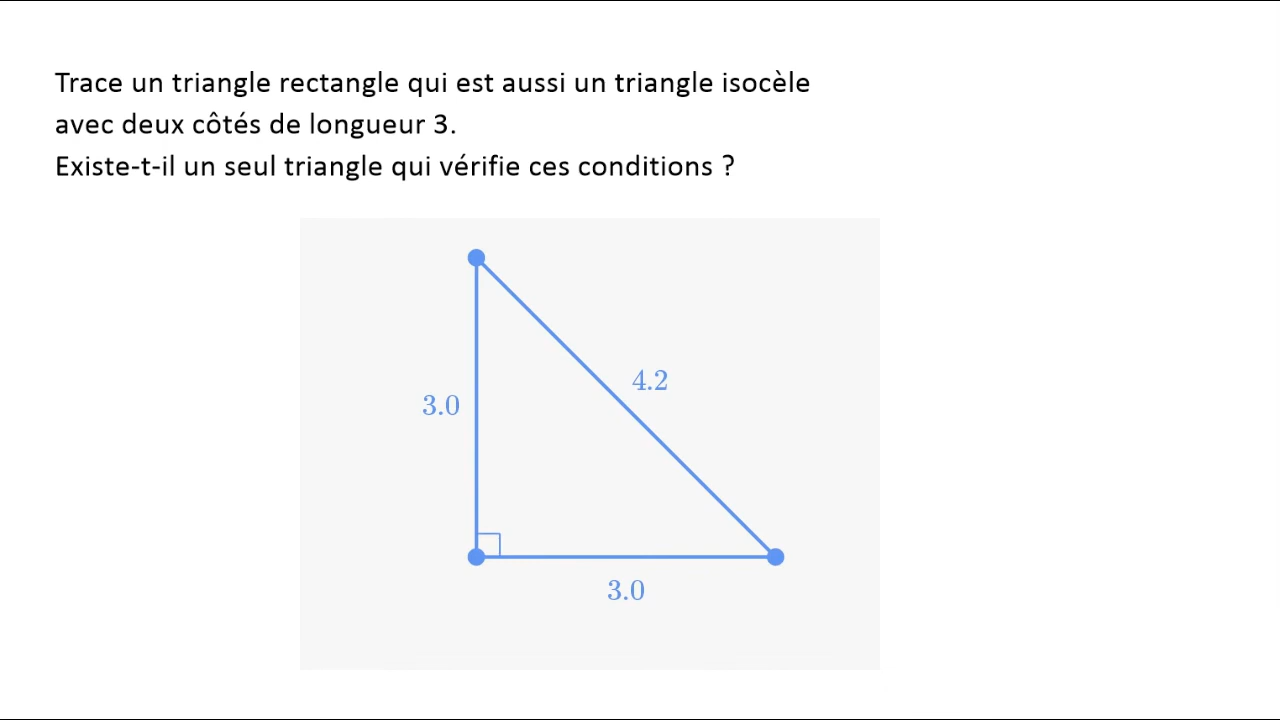 Trace un triangle rectangle qui est aussi un triangle isocèle
avec deux côtés de longueur 3.
Existe-t-il un seul triangle qui vérifie ces conditions ?
4.2
3.0
3.0